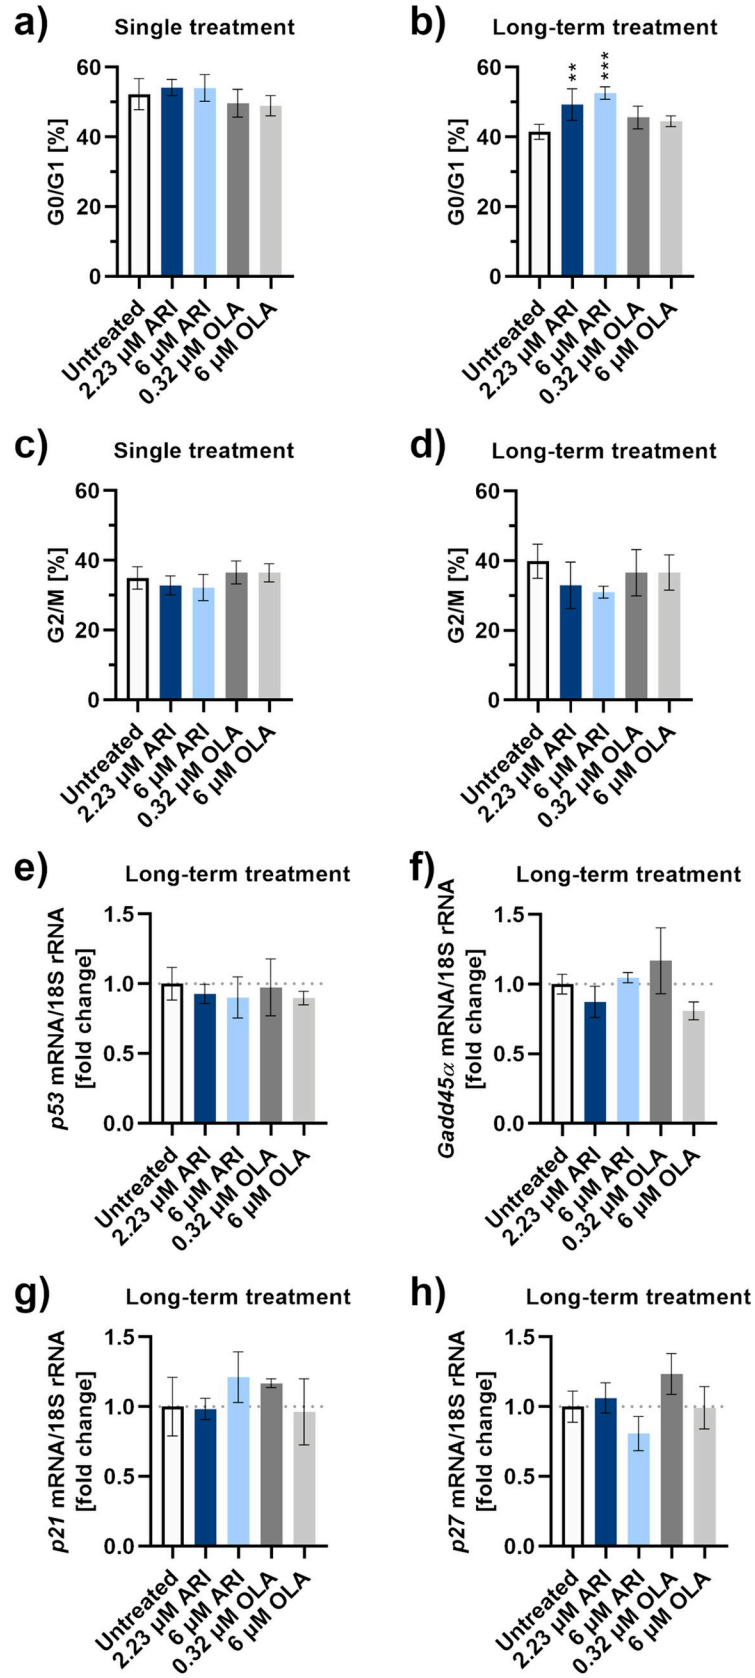 a)
Single treatment
G0/G1 [%]
60
40
20
0
Untreated
2.23 µM ARI
6 µM ARI
0.32 µM OLA
6 µM OLA
b)
Long-term treatment
G0/G1 [%]
60
40
20
0
**
***
Untreated
2.23 µM ARI
6 µM ARI
0.32 µM OLA
6 µM OLA
c)
Single treatment
G2/M [%]
60
40
20
0
Untreated
2.23 µM ARI
6 µM ARI
0.32 µM OLA
6 µM OLA
d)
Long-term treatment
G2/M [%]
60
40
20
0
Untreated
2.23 µM ARI
6 µM ARI
0.32 µM OLA
6 µM OLA
e)
Long-term treatment
p53 mRNA/18S rRNA
[fold change]
1.5
1.0
0.5
0.0
Untreated
2.23 µM ARI
6 µM ARI
0.32 µM OLA
6 µM OLA
f)
Long-term treatment
Gadd45α mRNA/18S rRNA
[fold change]
1.5
1.0
0.5
0.0
Untreated
2.23 µM ARI
6 µM ARI
0.32 µM OLA
6 µM OLA
g)
Long-term treatment
p21 mRNA/18S rRNA
[fold change]
1.5
1.0
0.5
0.0
Untreated
2.23 µM ARI
6 µM ARI
0.32 µM OLA
6 µM OLA
h)
Long-term treatment
p27 mRNA/18S rRNA
[fold change]
1.5
1.0
0.5
0.0
Untreated
2.23 µM ARI
6 µM ARI
0.32 µM OLA
6 µM OLA